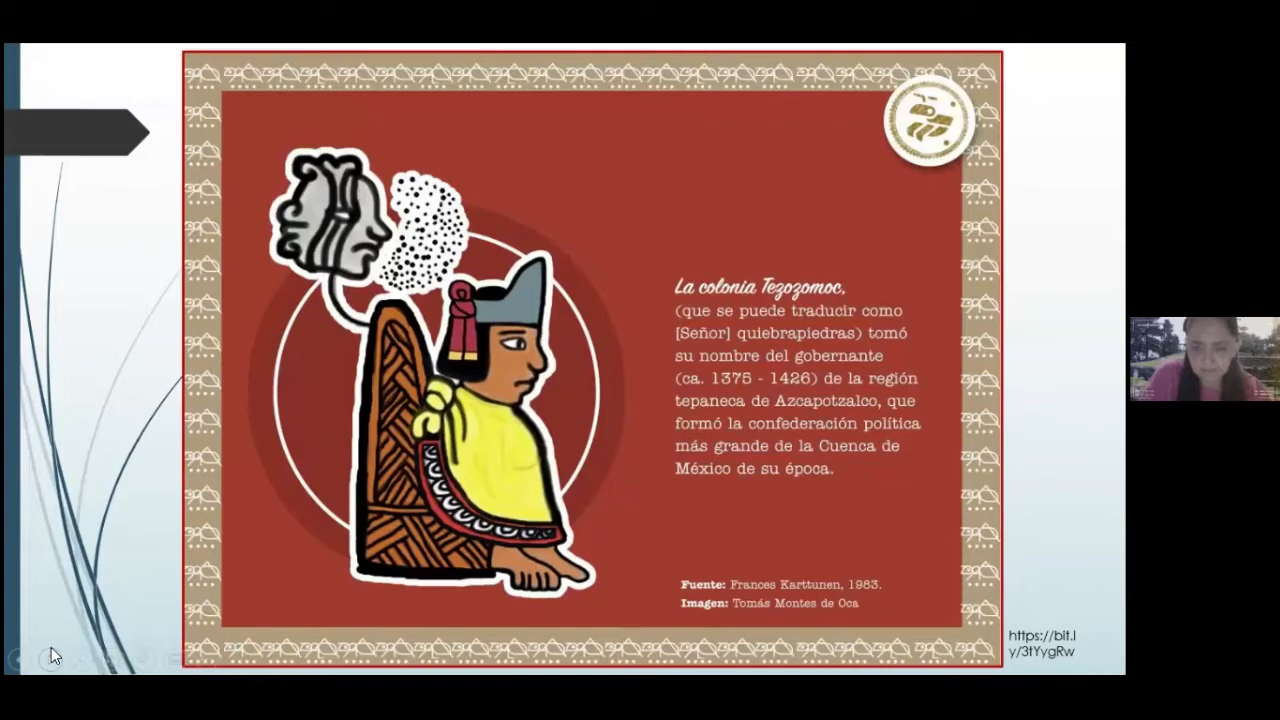 La colonia Tezozomoc,
(que se puede traducir como
[Señor] quiebrapiedras) tomó
su nombre del gobernante
(ca. 1375 - 1426) de la región
tepaneca de Azcapotzalco, que
formó la confederación política
más grande de la Cuenca de
México de su época.
Fuente: Frances Karttunen, 1983.
Imagen: Tomás Montes de Oca
https://bit.l
y/3tYygRw